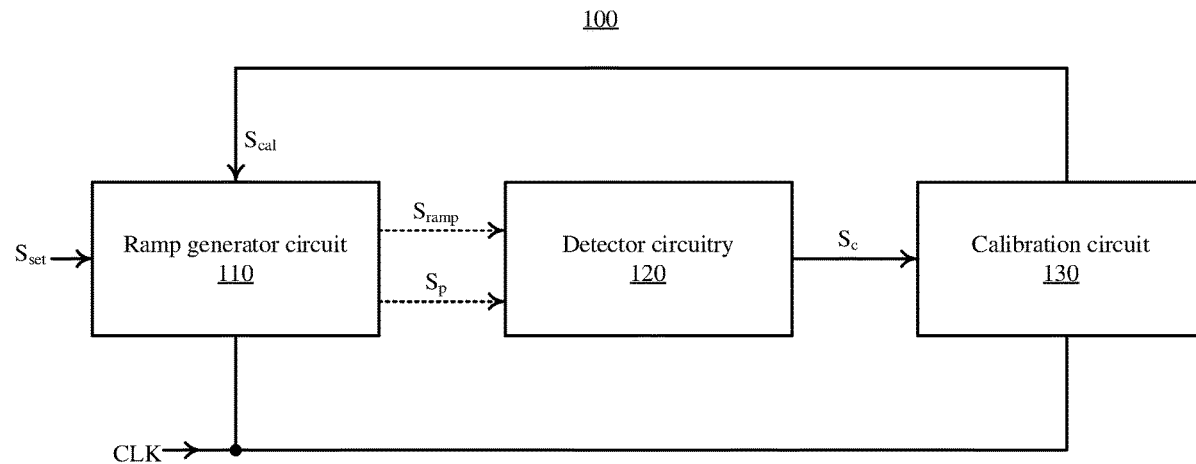 100
S_cal
Ramp generator circuit
110
S_set
S_ramp
S_p
Detector circuitry
120
S_c
Calibration circuit
130
CLK